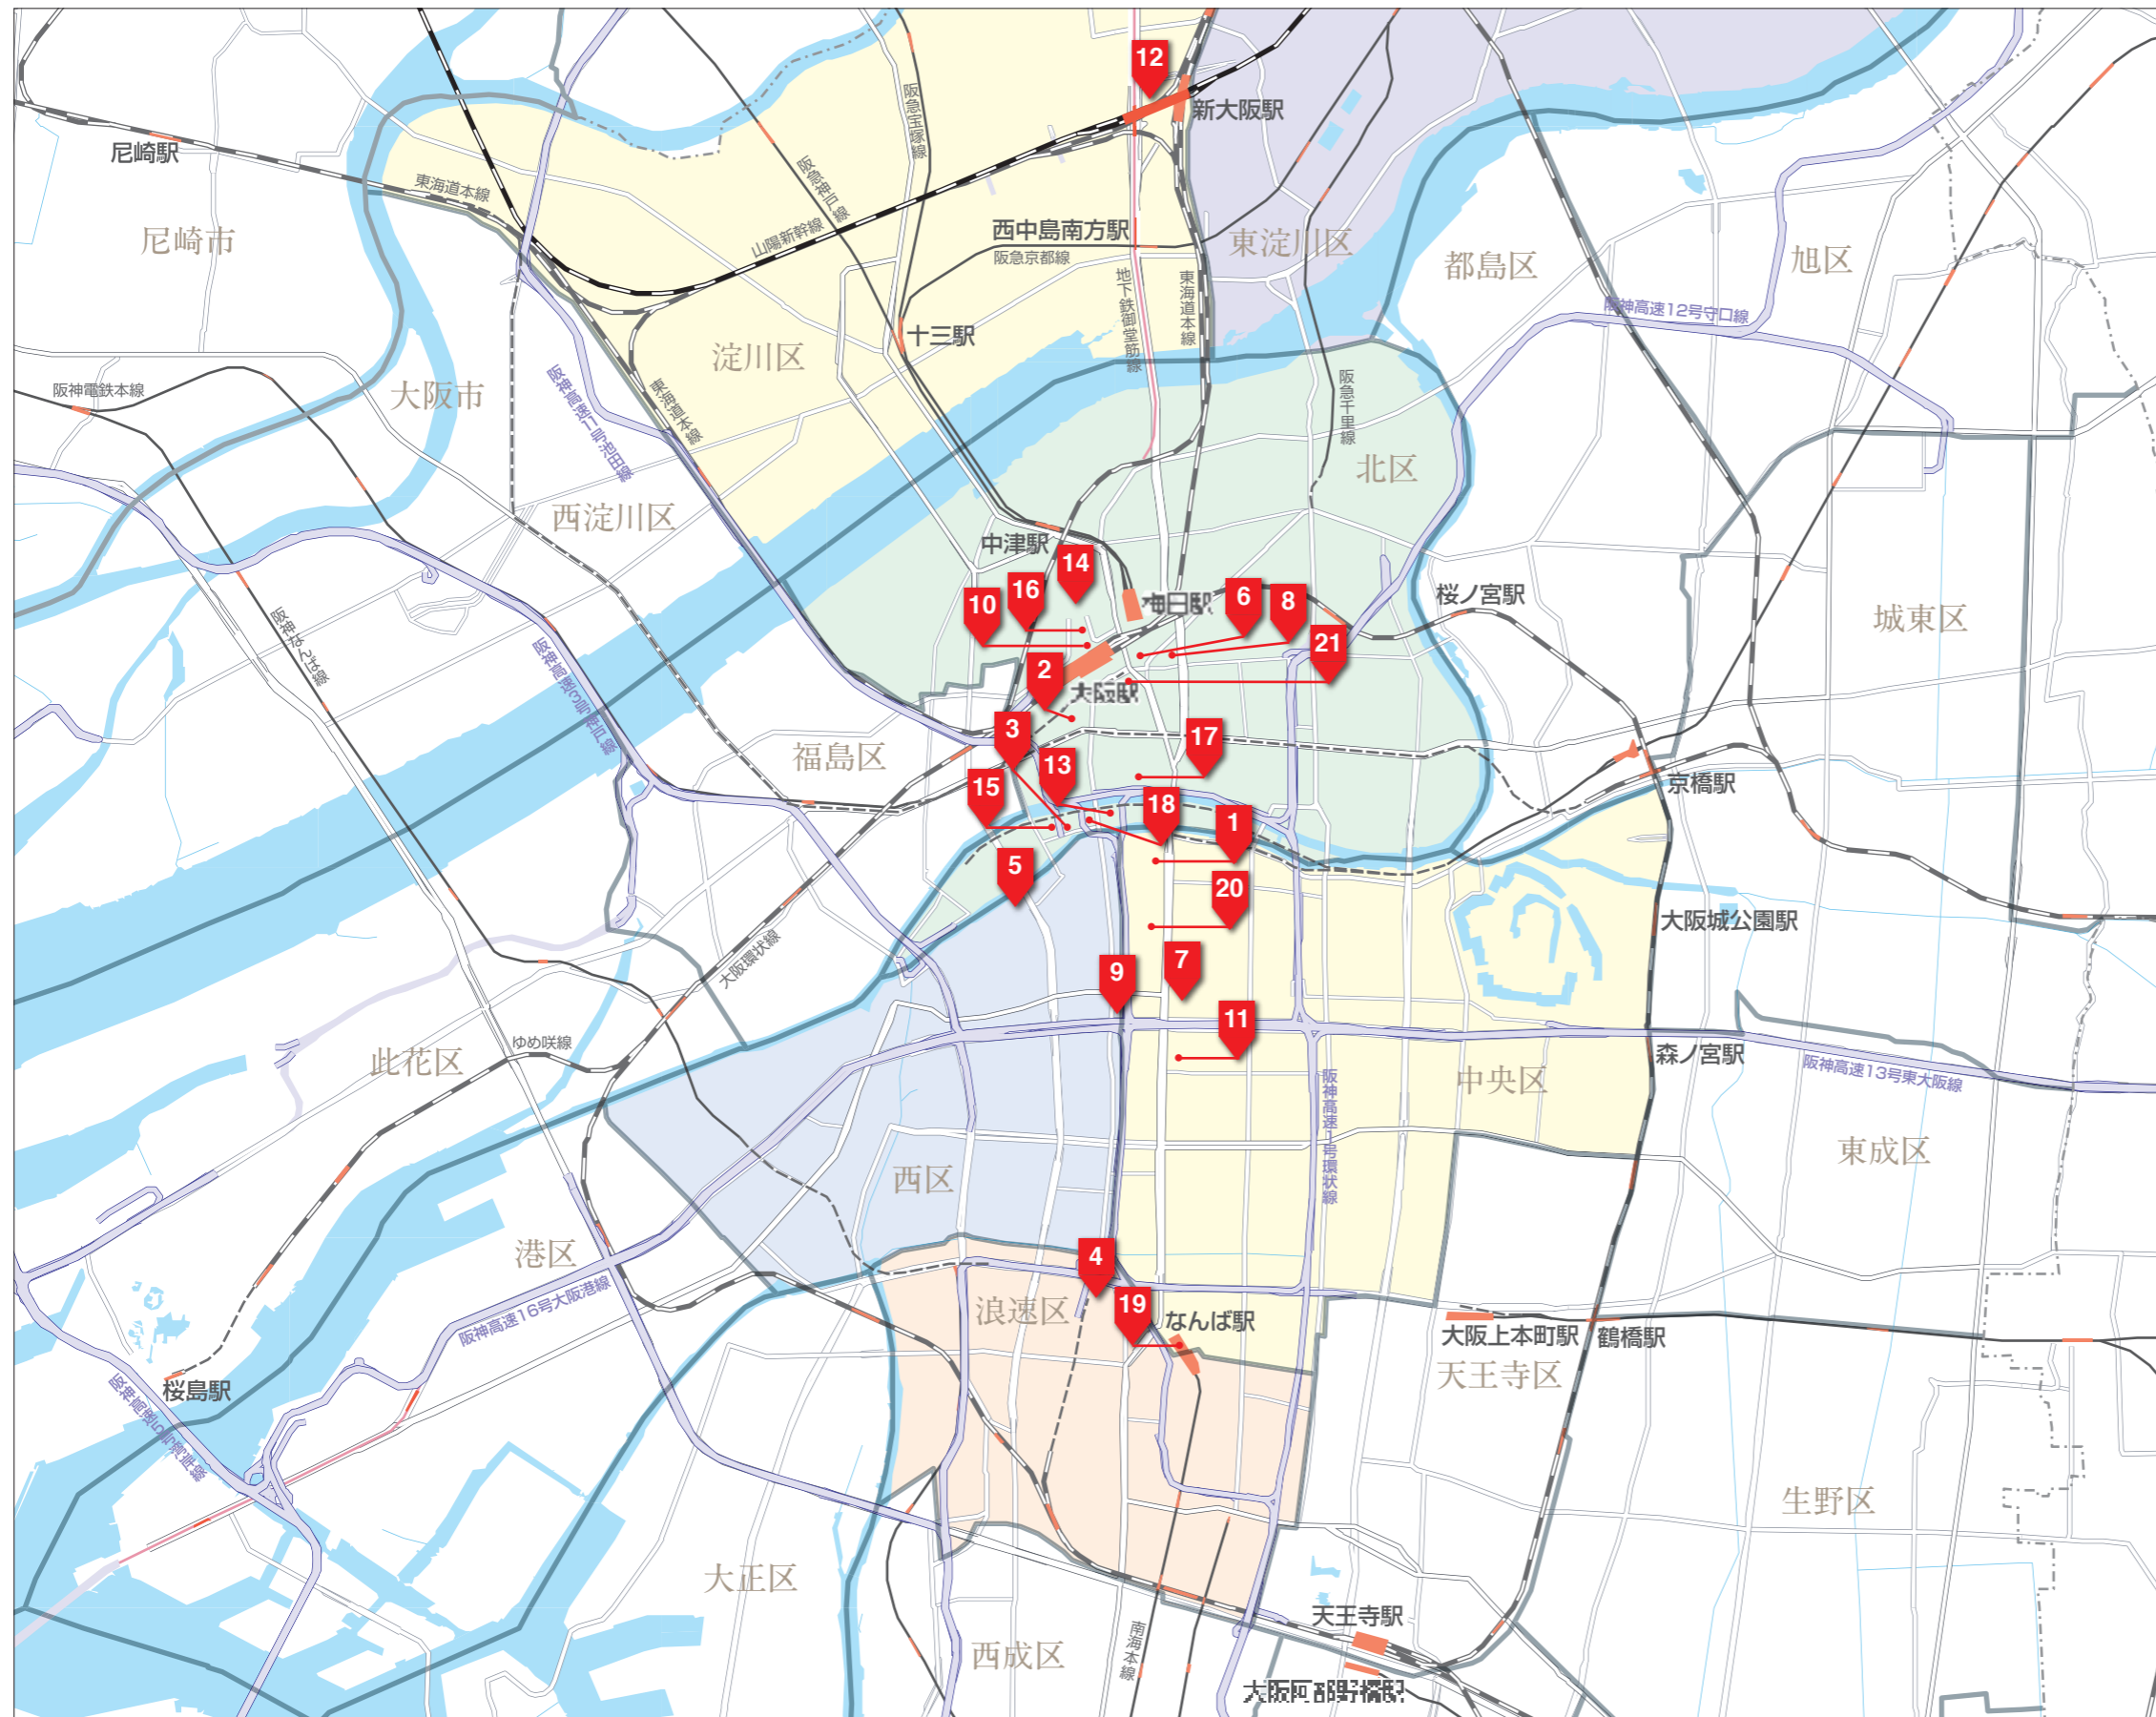 12
新大阪駅
阪急宝塚線
尼崎駅
東海道本線
阪急神戸線
山陽新幹線
西中島南方駅
阪急京都線
地下鉄御堂筋線
東海道本線
東淀川区
都島区
旭区
尼崎市
阪神高速12号守口線
十三駅
淀川区
阪神電鉄本線
大阪市
阪神高速11号池田線
東海道本線
阪急千里線
北区
西淀川区
中津駅
14
16
10
梅田駅
6
8
21
桜ノ宮駅
城東区
阪神なんば線
阪神高速3号神戸線
2
大阪駅
3
17
福島区
13
15
18
1
京橋駅
5
20
大阪城公園駅
大阪環状線
7
9
11
ゆめ咲線
此花区
森ノ宮駅
阪神高速13号東大阪線
中央区
阪神高速1号環状線
東成区
西区
港区
4
19
浪速区
なんば駅
阪神高速16号大阪港線
大阪上本町駅
鶴橋駅
天王寺区
桜島駅
阪神高速5号湾岸線
生野区
大正区
天王寺駅
南海本線
西成区
大阪阿部野橋駅